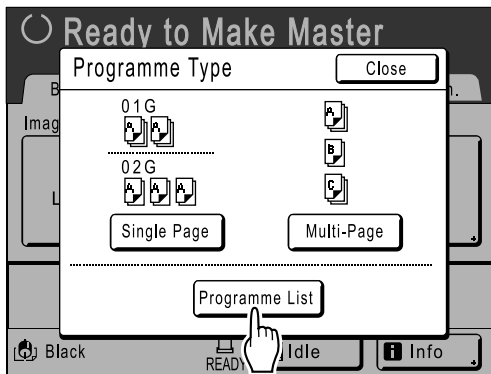 Ready to Make Master
Programme Type
Close
Imag
01G
A A
02G
A A A
A
B
C
Single Page
Multi-Page
Programme List
Black
READY
Idle
Info